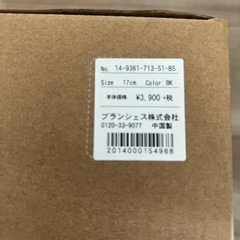 No. 14-9361-713-51-85
Size 17cm Color BK
本体価格 ¥3,900+税
ブランシェス株式会社
0120-33-9077 中国製
2014000154968